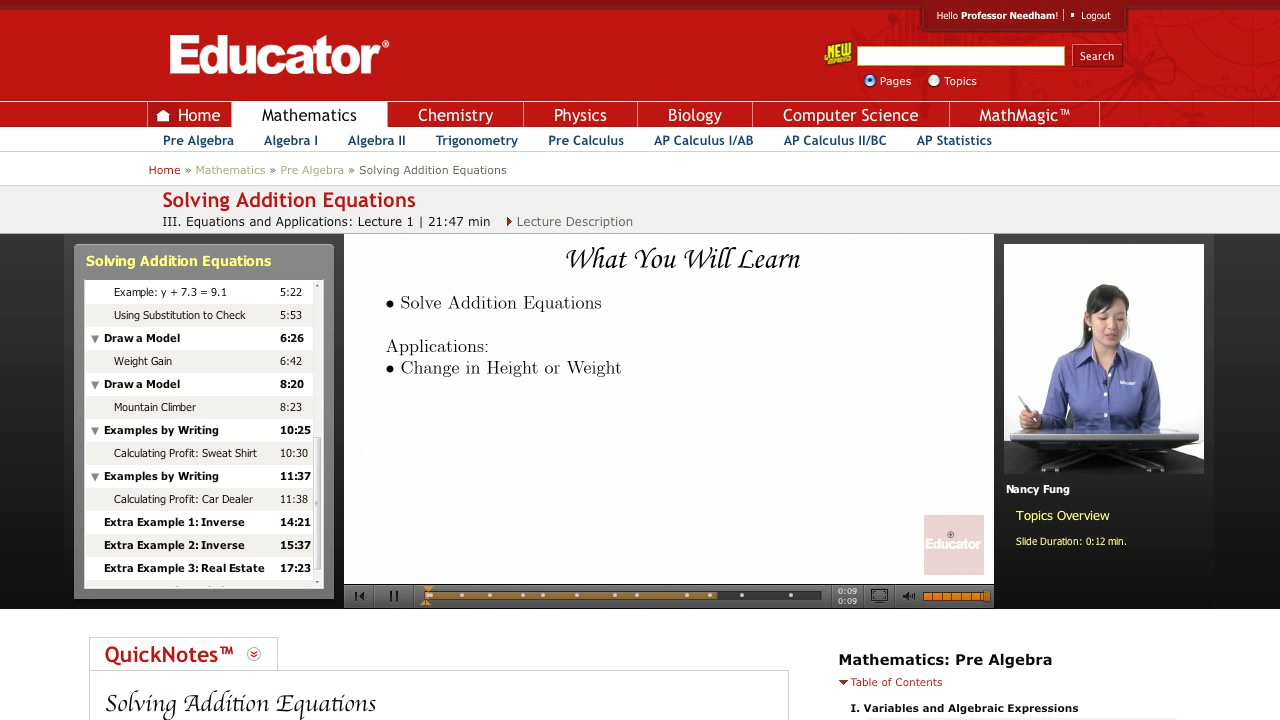 Hello Professor Needham! Logout
Educator®
NEW
Search
Pages Topics
Home Mathematics Chemistry Physics Biology Computer Science MathMagic™
Pre Algebra Algebra I Algebra II Trigonometry Pre Calculus AP Calculus I/AB AP Calculus II/BC AP Statistics
Home » Mathematics » Pre Algebra » Solving Addition Equations
Solving Addition Equations
III. Equations and Applications: Lecture 1 | 21:47 min Lecture Description
Solving Addition Equations
Example: y + 7.3 = 9.1 5:22
Using Substitution to Check 5:53
Draw a Model 6:26
Weight Gain 6:42
Draw a Model 8:20
Mountain Climber 8:23
Examples by Writing 10:25
Calculating Profit: Sweat Shirt 10:30
Examples by Writing 11:37
Calculating Profit: Car Dealer 11:38
Extra Example 1: Inverse 14:21
Extra Example 2: Inverse 15:37
Extra Example 3: Real Estate 17:23
What You Will Learn
• Solve Addition Equations
Applications:
• Change in Height or Weight
Educator
Educator
Nancy Fung
Topics Overview
Slide Duration: 0:12 min.
0:09
0:09
QuickNotes™
Solving Addition Equations
Mathematics: Pre Algebra
Table of Contents
I. Variables and Algebraic Expressions